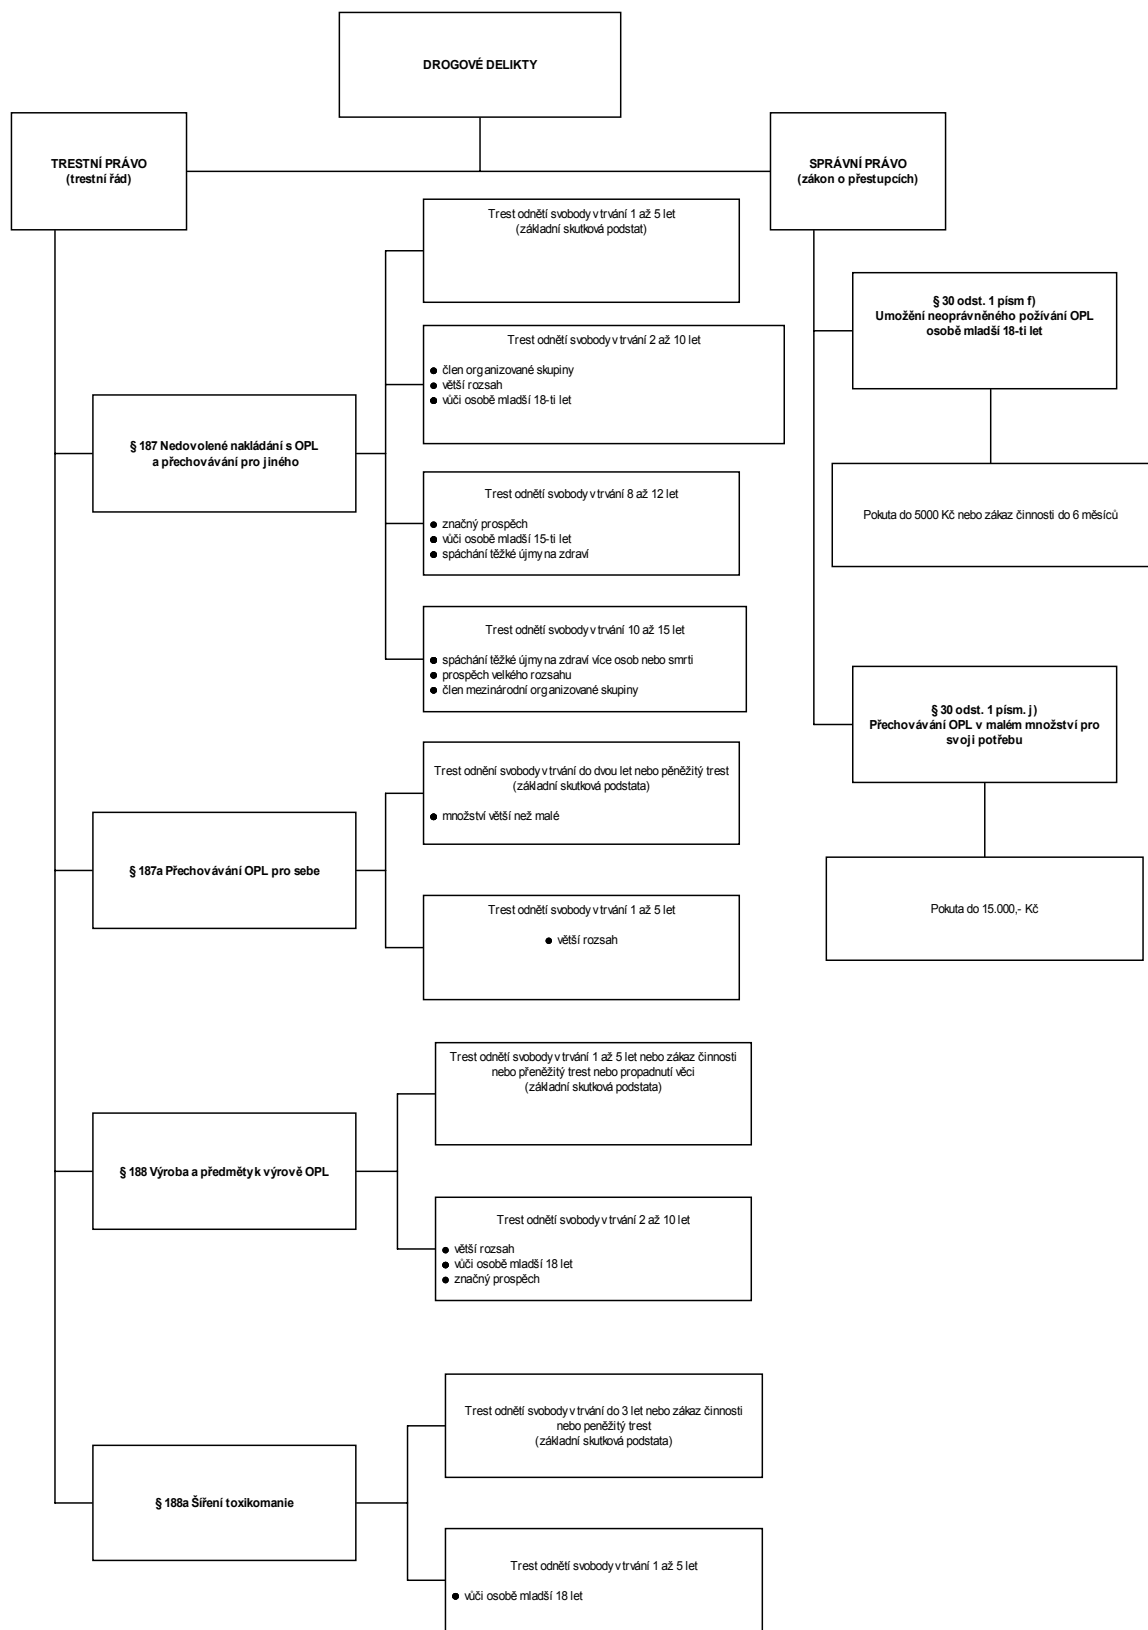 DROGOVÉ DELIKTY
TRESTNÍ PRÁVO
(trestní řád)
SPRÁVNÍ PRÁVO
(zákon o přestupcích)
§ 187 Nedovolené nakládání s OPL
a přechovávání pro jiného
Trest odnětí svobody v trvání 1 až 5 let
(základní skutková podstat)
Trest odnětí svobody v trvání 2 až 10 let
● člen organizované skupiny
● větší rozsah
● vůči osobě mladší 18-ti let
Trest odnětí svobody v trvání 8 až 12 let
● značný prospěch
● vůči osobě mladší 15-ti let
● spáchání těžké újmy na zdraví
Trest odnětí svobody v trvání 10 až 15 let
● spáchání těžké újmy na zdraví více osob nebo smrti
● prospěch velkého rozsahu
● člen mezinárodní organizované skupiny
§ 187a Přechovávání OPL pro sebe
Trest odnění svobody v trvání do dvou let nebo pěněžitý trest
(základní skutková podstata)
● množství větší než malé
Trest odnětí svobody v trvání 1 až 5 let
● větší rozsah
§ 188 Výroba a předměty k výrově OPL
Trest odnětí svobody v trvání 1 až 5 let nebo zákaz činnosti
nebo přeněžitý trest nebo propadnutí věci
(základní skutková podstata)
Trest odnětí svobody v trvání 2 až 10 let
● větší rozsah
● vůči osobě mladší 18 let
● značný prospěch
§ 188a Šíření toxikomanie
Trest odnětí svobody v trvání do 3 let nebo zákaz činnosti
nebo peněžitý trest
(základní skutková podstata)
Trest odnětí svobody v trvání 1 až 5 let
● vůči osobě mladší 18 let
§ 30 odst. 1 písm f)
Umožění neoprávněného požívání OPL
osobě mladší 18-ti let
Pokuta do 5000 Kč nebo zákaz činnosti do 6 měsíců
§ 30 odst. 1 písm. j)
Přechovávání OPL v malém množství pro
svoji potřebu
Pokuta do 15.000,- Kč